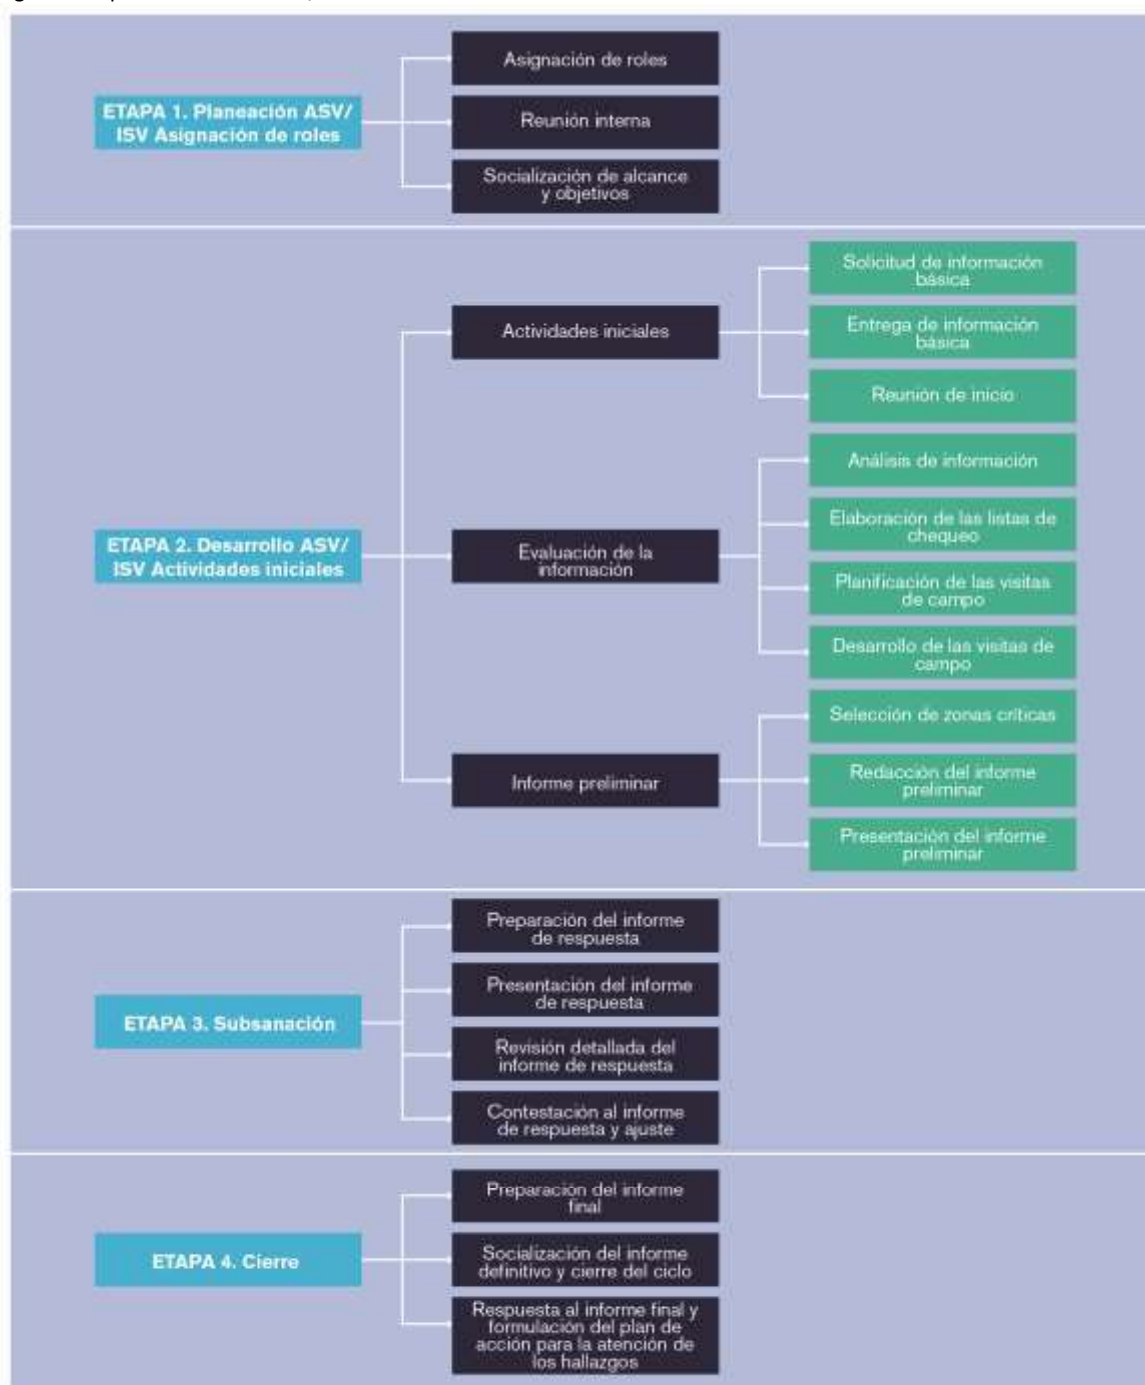 ETAPA 1. Planeación ASV/
ISV Asignación de roles
Asignación de roles
Reunión interna
Socialización de alcance
y objetivos
ETAPA 2. Desarrollo ASV/
ISV Actividades iniciales
Actividades iniciales
Solicitud de información
básica
Entrega de información
básica
Reunión de inicio
Evaluación de la
información
Análisis de información
Elaboración de las listas de
chequeo
Planificación de las visitas
de campo
Desarrollo de las visitas de
campo
Informe preliminar
Selección de zonas críticas
Redacción del informe
preliminar
Presentación del informe
preliminar
ETAPA 3. Subsanación
Preparación del informe
de respuesta
Presentación del informe
de respuesta
Revisión detallada del
informe de respuesta
Contestación al informe
de respuesta y ajuste
ETAPA 4. Cierre
Preparación del informe
final
Socialización del informe
definitivo y cierre del ciclo
Respuesta al informe final y
formulación del plan de
acción para la atención de
los hallazgos